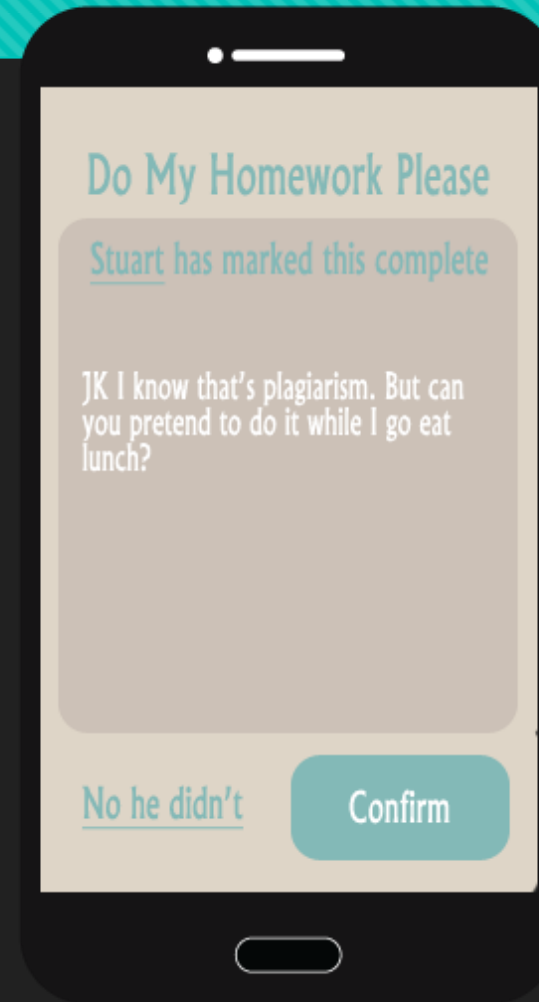 Do My Homework Please
Stuart has marked this complete
JK I know that's plagiarism. But can
you pretend to do it while I go eat
lunch?
No he didn't
Confirm